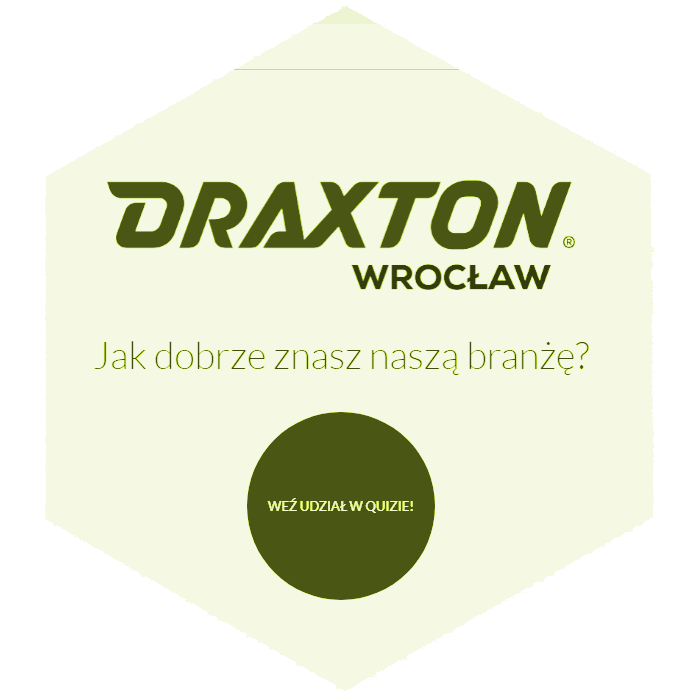 DRAXTON®
WROCŁAW
Jak dobrze znasz naszą branżę?
WEŹ UDZIAŁ W QUIZIE!